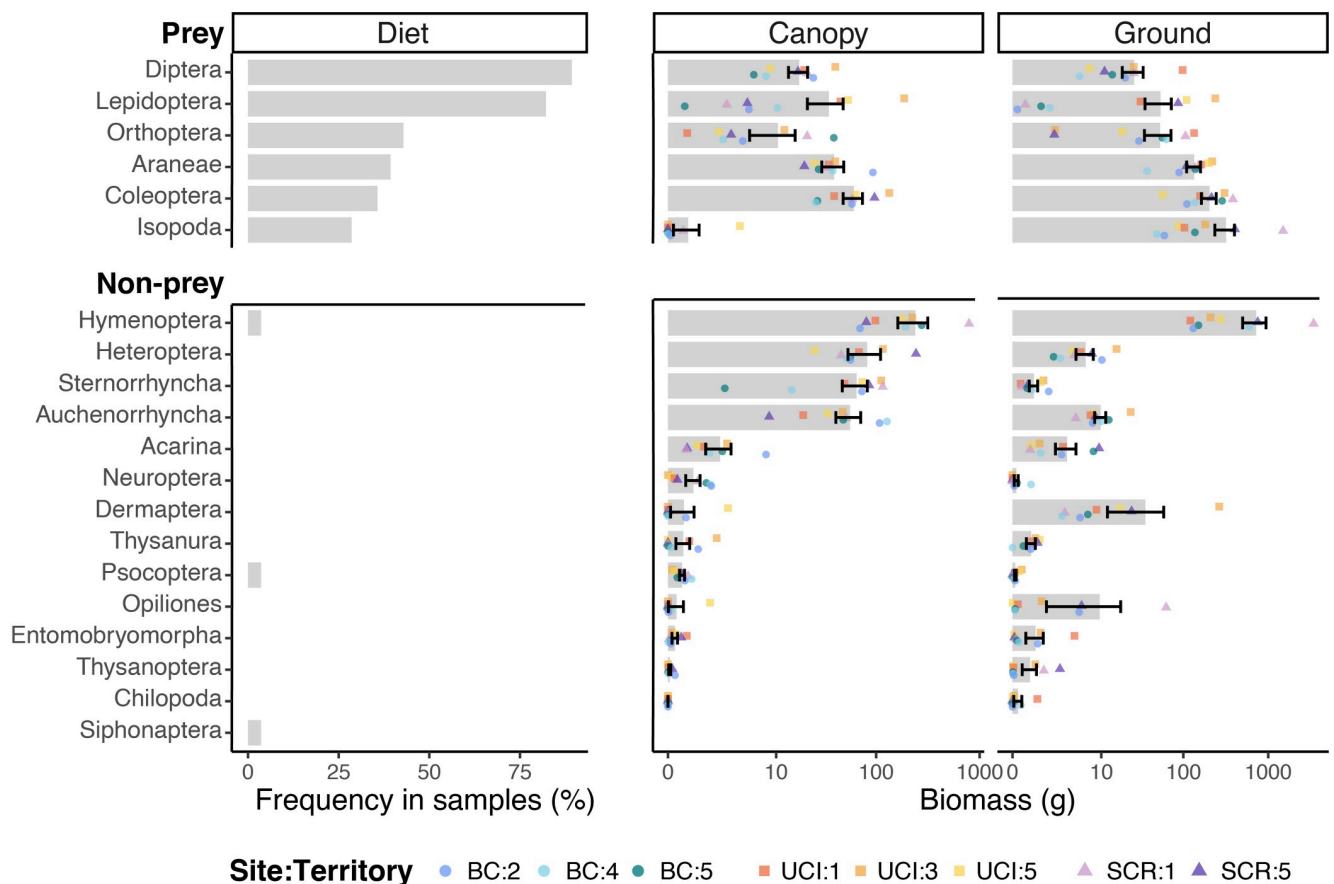 Prey Diet Canopy Ground
Diptera
Lepidoptera
Orthoptera
Araneae
Coleoptera
Isopoda
Non-prey
Hymenoptera
Heteroptera
Sternorrhyncha
Auchenorrhyncha
Acarina
Neuroptera
Dermaptera
Thysanura
Psocoptera
Opiliones
Entomobryomorpha
Thysanoptera
Chilopoda
Siphonaptera
0 25 50 75 0 10 100 1000 0 10 100 1000
Frequency in samples (%) Biomass (g)
Site:Territory BC:2 BC:4 BC:5 UCI:1 UCI:3 UCI:5 SCR:1 SCR:5